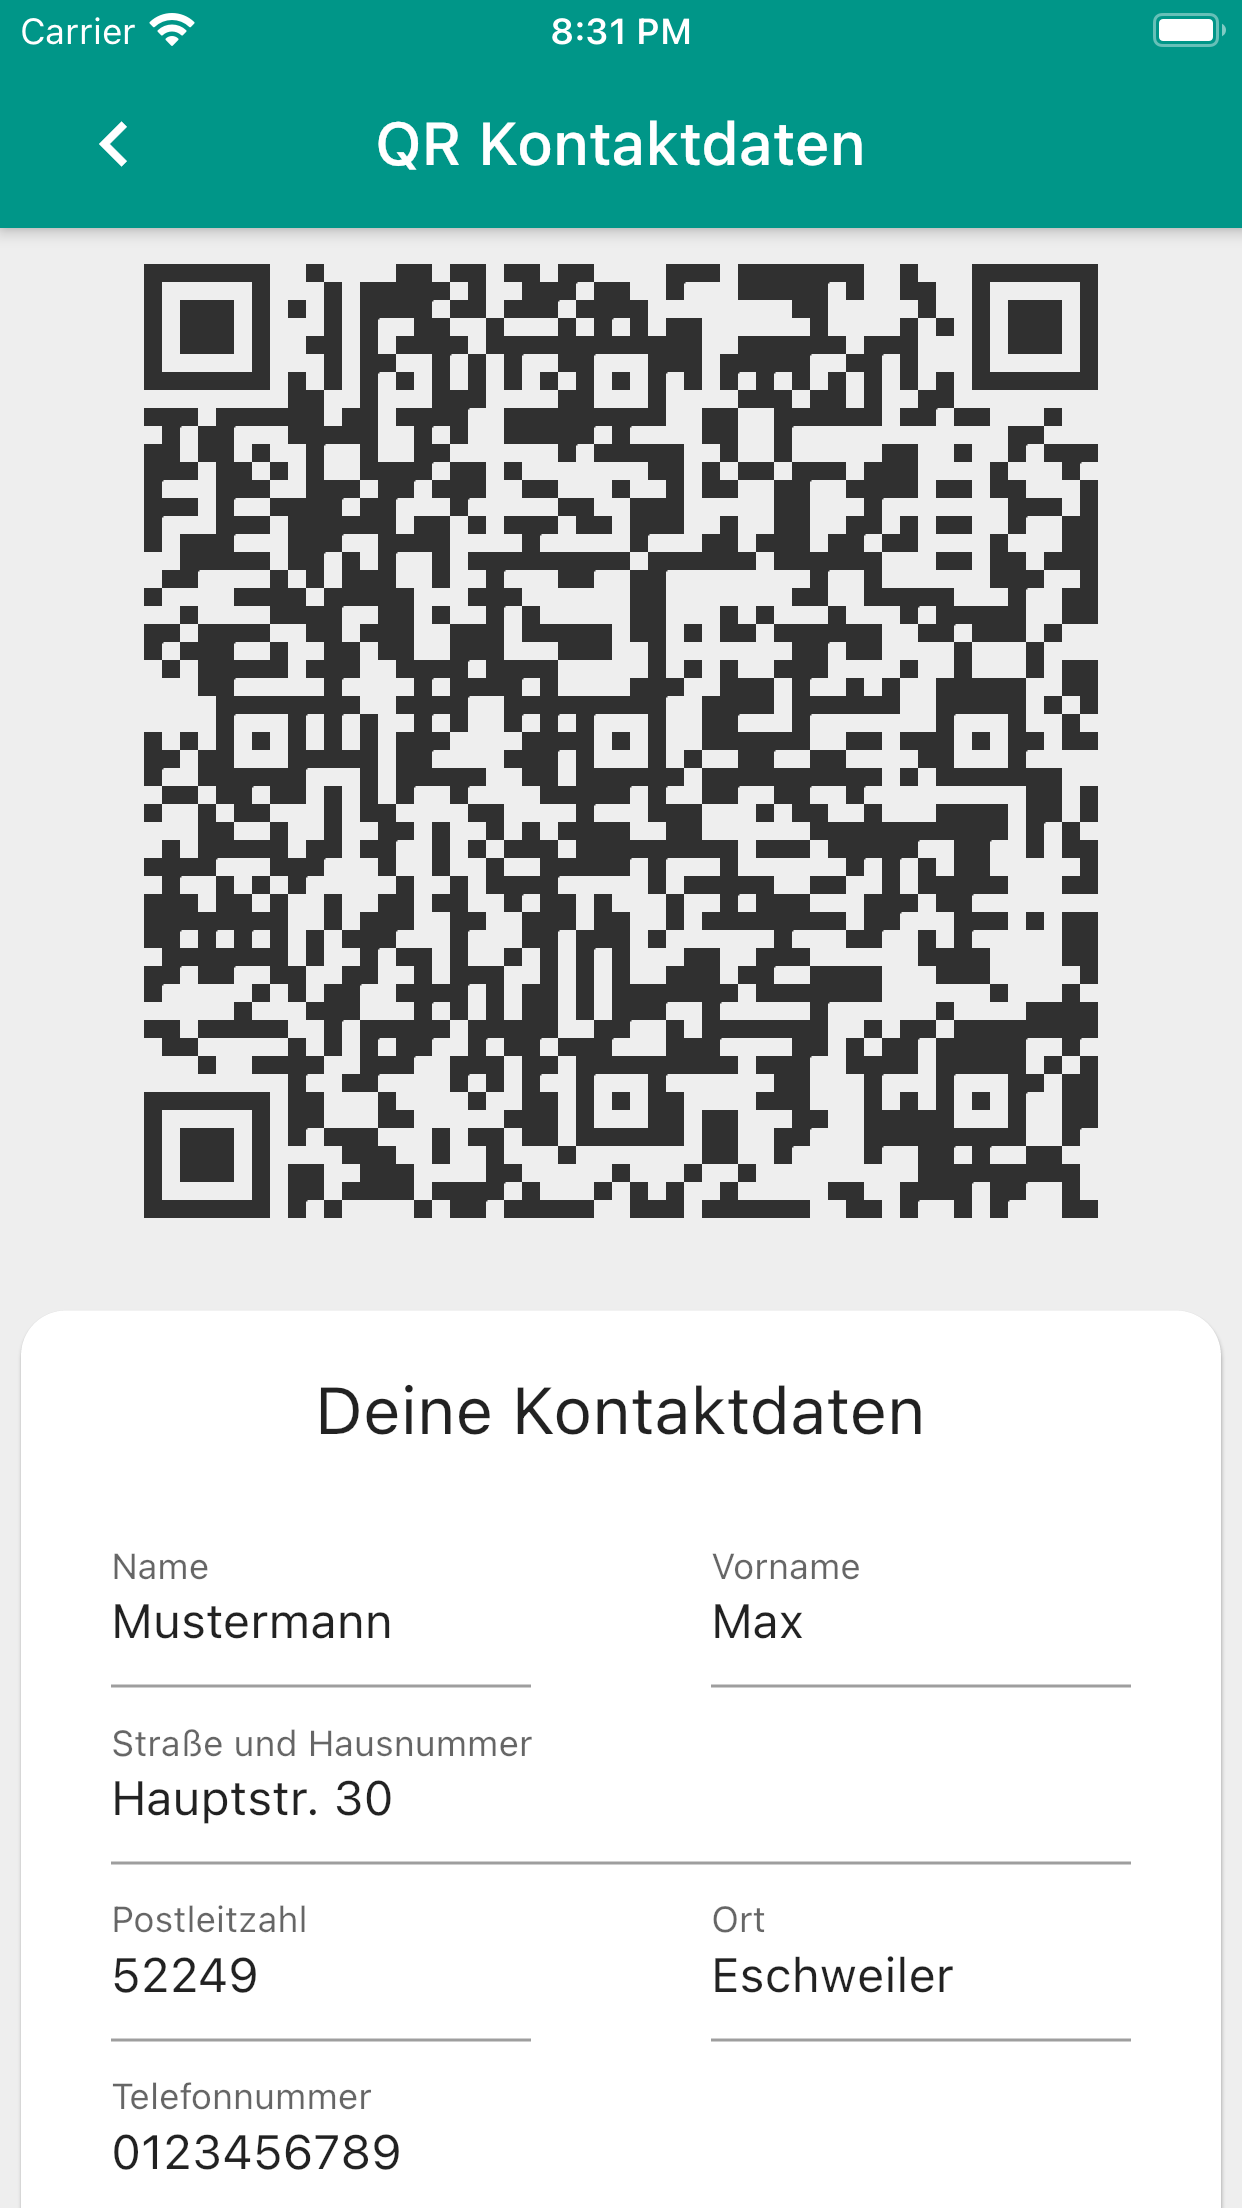 Carrier 8:31 PM
QR Kontaktdaten
Deine Kontaktdaten
Name Vorname
Mustermann Max
Straße und Hausnummer
Hauptstr. 30
Postleitzahl Ort
52249 Eschweiler
Telefonnummer
0123456789